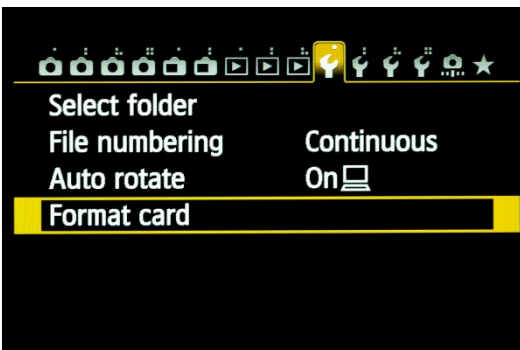 Select folder
File numbering Continuous
Auto rotate On
Format card